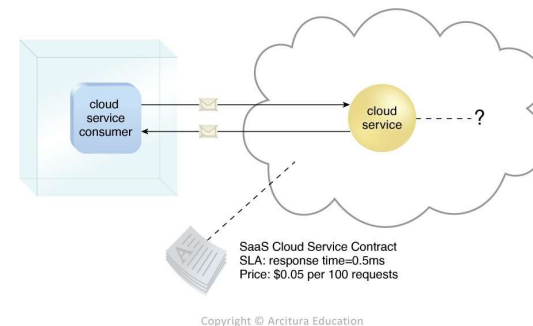 cloud
service
consumer
cloud
service
?
SaaS Cloud Service Contract
SLA: response time=0.5ms
Price: $0.05 per 100 requests
Copyright © Arcitura Education